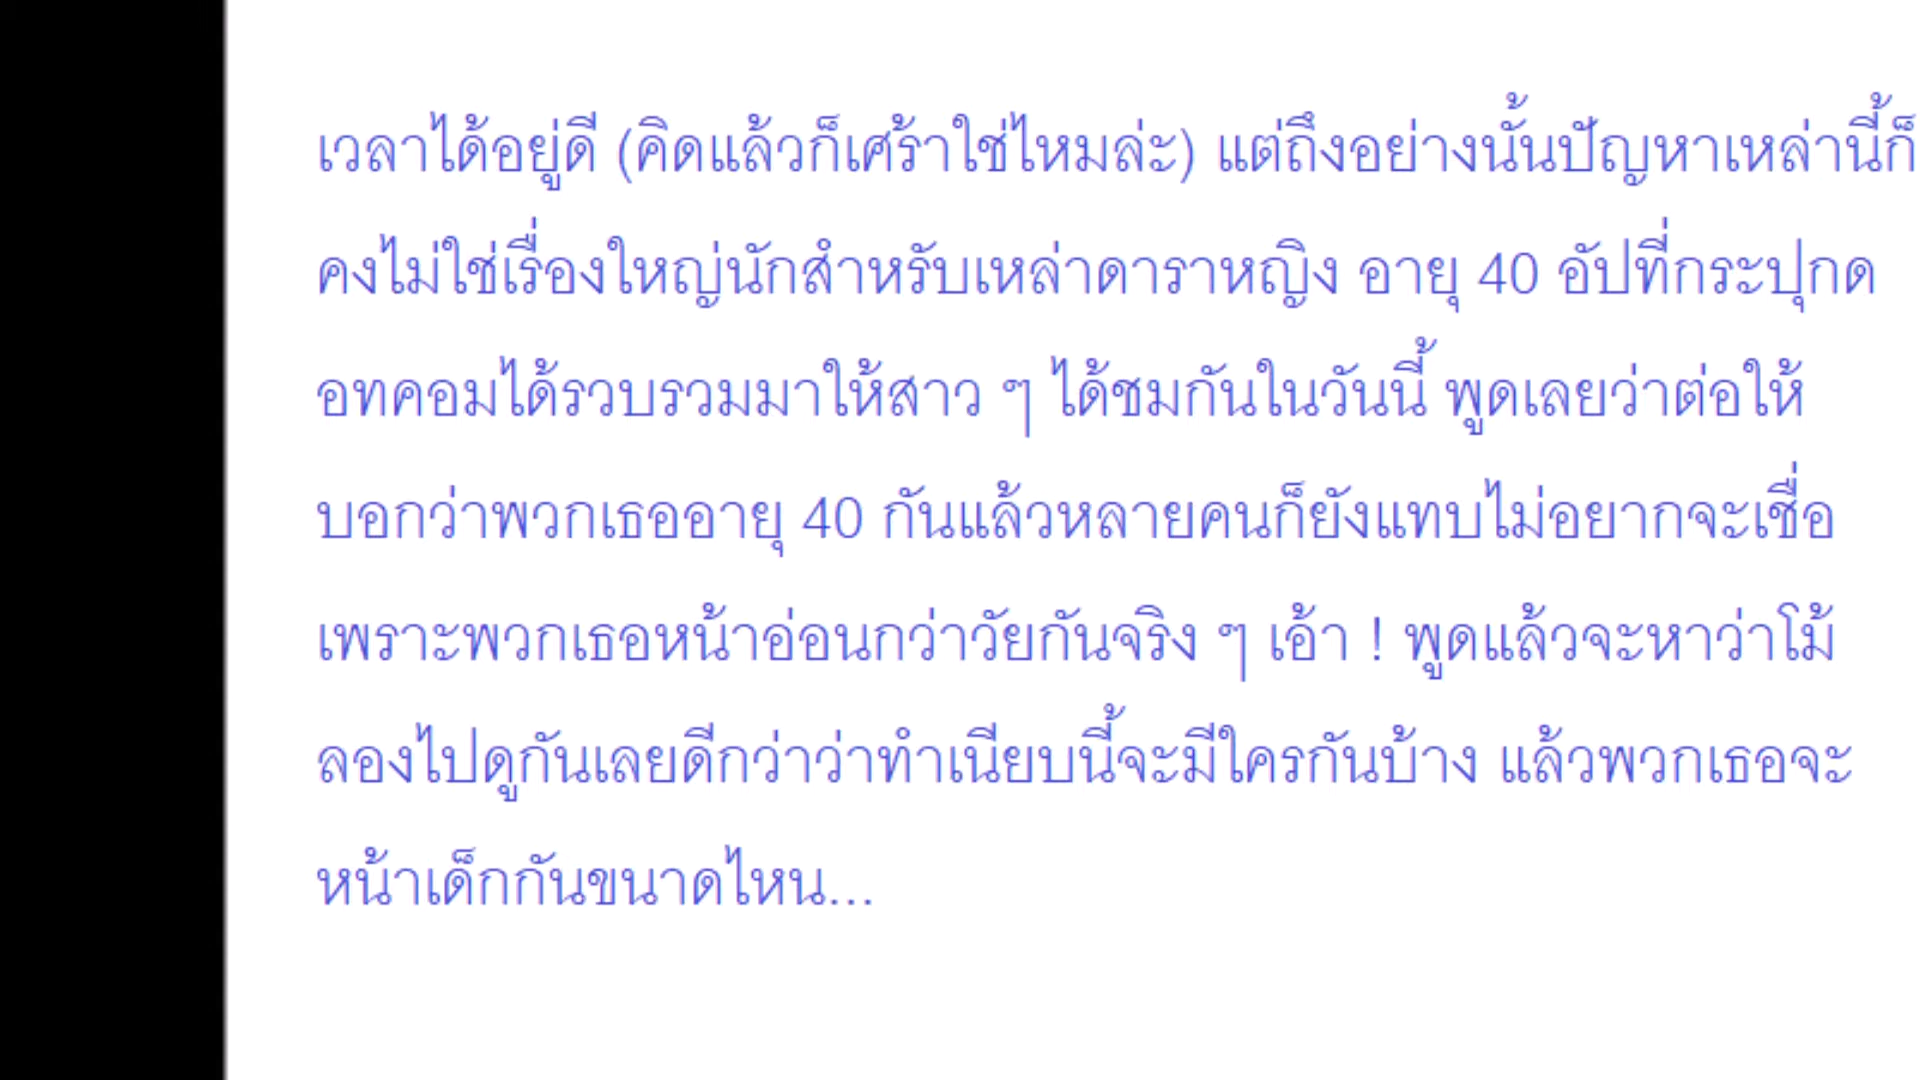 เวลาได้อยู่ดี (คิดแล้วก็เศร้าใช่ไหมล่ะ) แต่ถึงอย่างนั้นปัญหาเหล่านี้ก็
คงไม่ใช่เรื่องใหญ่นักสำหรับเหล่าดาราหญิง อายุ 40 อัปที่กระปุกด
อทคอมได้รวบรวมมาให้สาว ๆ ได้ชมกันในวันนี้ พูดเลยว่าต่อให้
บอกว่าพวกเธออายุ 40 กันแล้วหลายคนก็ยังแทบไม่อยากจะเชื่อ
เพราะพวกเธอหน้าอ่อนกว่าวัยกันจริง ๆ เอ้า ! พูดแล้วจะหาว่าโม้
ลองไปดูกันเลยดีกว่าว่าทำเนียบนี้จะมีใครกันบ้าง แล้วพวกเธอจะ
หน้าเด็กกันขนาดไหน...